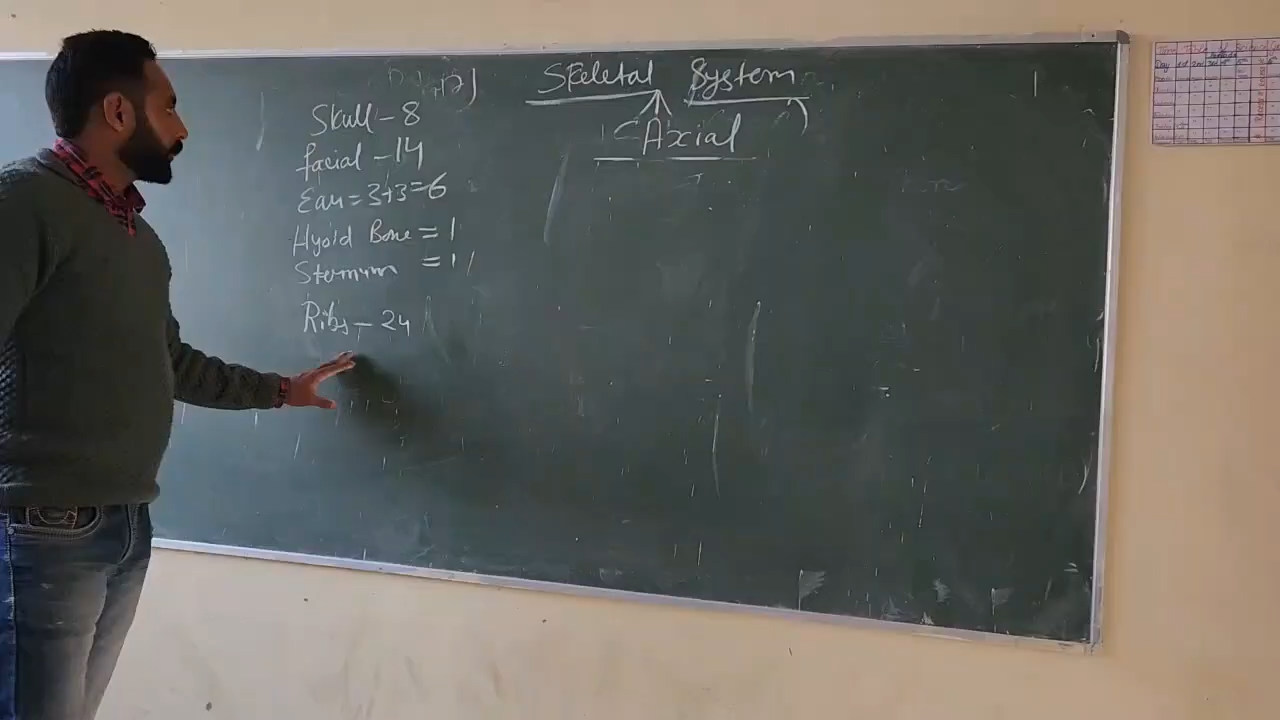 Skeletal System
Axial
Skull - 8
facial - 14
Ear = 3+3=6
Hyoid Bone = 1
Sternum = 1
Ribs - 24